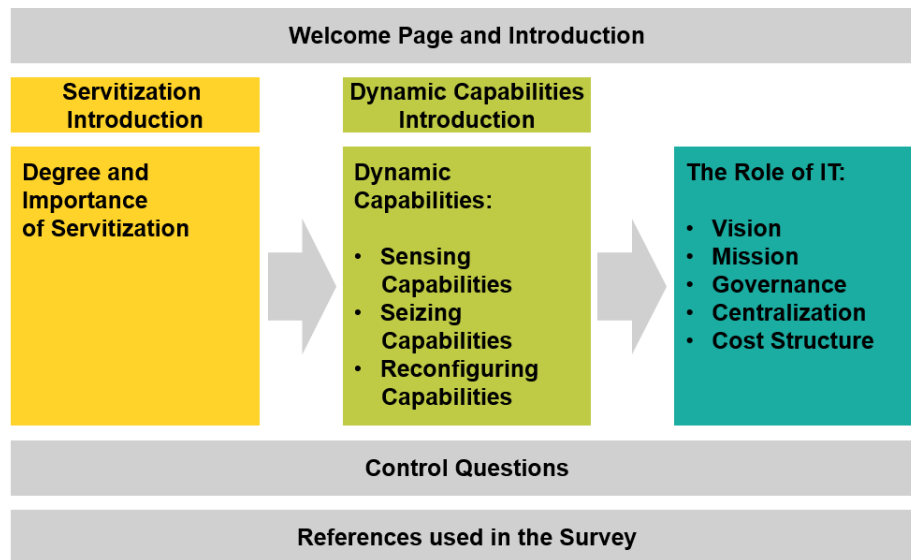 Welcome Page and Introduction
Servitization
Introduction
Dynamic Capabilities
Introduction
Degree and
Importance
of Servitization
Dynamic
Capabilities:
• Sensing
Capabilities
• Seizing
Capabilities
• Reconfiguring
Capabilities
The Role of IT:
• Vision
• Mission
• Governance
• Centralization
• Cost Structure
Control Questions
References used in the Survey